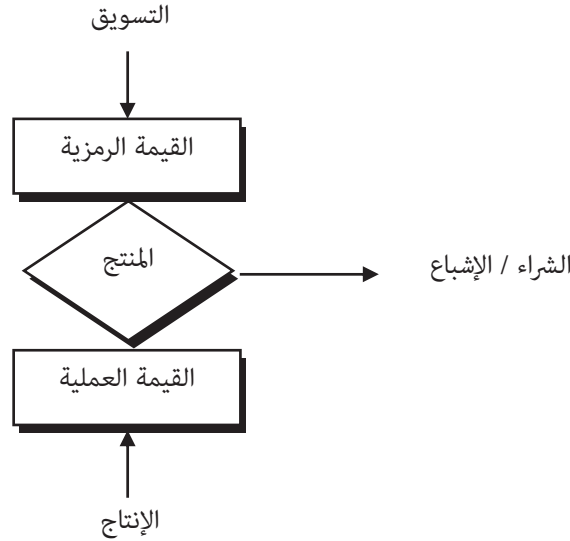 التسويق
القيمة الرمزية
المنتج
الشراء / الإشباع
القيمة العملية
الإنتاج